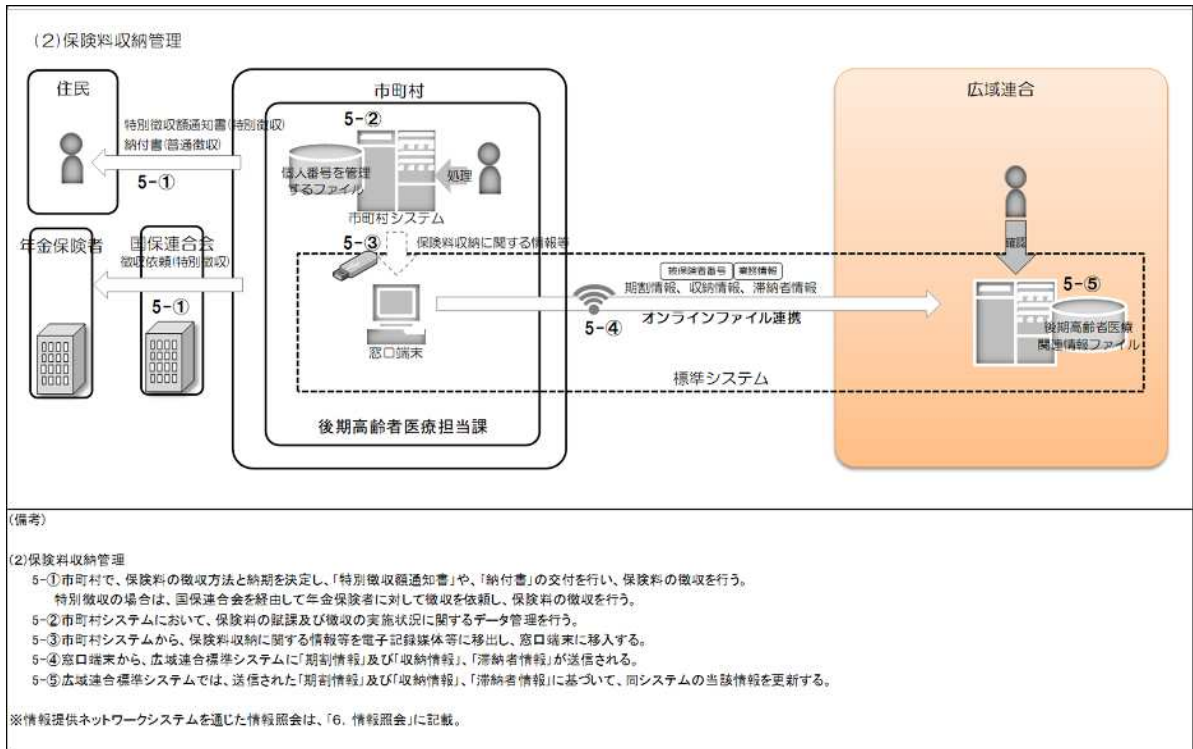 (2)保険料収納管理
住民
市町村
広域連合
特別徴収額通知書(特別徴収)
納付書(普通徴収)
5-①
5-②
個人番号を管理
するファイル
処理
市町村システム
年金保険者
国保連合会
徴収依頼(特別徴収)
5-①
5-③
保険料収納に関する情報等
窓口端末
被保険者番号 業務情報
期割情報、収納情報、滞納者情報
5-④
オンラインファイル連携
確認
5-⑤
後期高齢者医療
関連情報ファイル
標準システム
後期高齢者医療担当課
(備考)
(2)保険料収納管理
5-①市町村で、保険料の徴収方法と納期を決定し、「特別徴収額通知書」や、「納付書」の交付を行い、保険料の徴収を行う。
特別徴収の場合は、国保連合会を経由して年金保険者に対して徴収を依頼し、保険料の徴収を行う。
5-②市町村システムにおいて、保険料の賦課及び徴収の実施状況に関するデータ管理を行う。
5-③市町村システムから、保険料収納に関する情報等を電子記録媒体等に移出し、窓口端末に移入する。
5-④窓口端末から、広域連合標準システムに「期割情報」及び「収納情報」、「滞納者情報」が送信される。
5-⑤広域連合標準システムでは、送信された「期割情報」及び「収納情報」、「滞納者情報」に基づいて、同システムの当該情報を更新する。
※情報提供ネットワークシステムを通じた情報照会は、「6．情報照会」に記載。